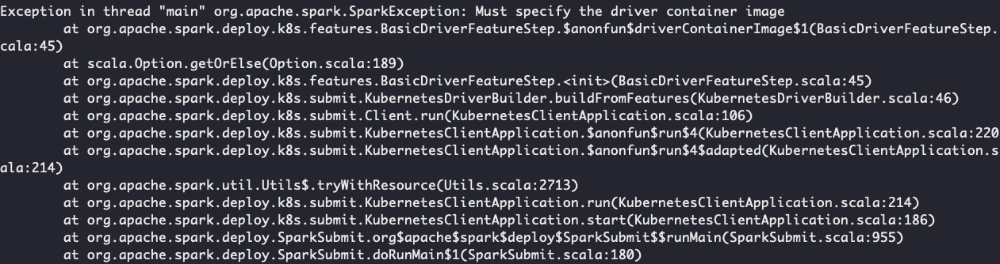 Exception in thread "main" org.apache.spark.SparkException: Must specify the driver container image
        at org.apache.spark.deploy.k8s.features.BasicDriverFeatureStep.$anonfun$driverContainerImage$1(BasicDriverFeatureStep.
cala:45)
        at scala.Option.getOrElse(Option.scala:189)
        at org.apache.spark.deploy.k8s.features.BasicDriverFeatureStep.<init>(BasicDriverFeatureStep.scala:45)
        at org.apache.spark.deploy.k8s.submit.KubernetesDriverBuilder.buildFromFeatures(KubernetesDriverBuilder.scala:46)
        at org.apache.spark.deploy.k8s.submit.Client.run(KubernetesClientApplication.scala:106)
        at org.apache.spark.deploy.k8s.submit.KubernetesClientApplication.$anonfun$run$4(KubernetesClientApplication.scala:220
        at org.apache.spark.deploy.k8s.submit.KubernetesClientApplication.$anonfun$run$4$adapted(KubernetesClientApplication.s
ala:214)
        at org.apache.spark.util.Utils$.tryWithResource(Utils.scala:2713)
        at org.apache.spark.deploy.k8s.submit.KubernetesClientApplication.run(KubernetesClientApplication.scala:214)
        at org.apache.spark.deploy.k8s.submit.KubernetesClientApplication.start(KubernetesClientApplication.scala:186)
        at org.apache.spark.deploy.SparkSubmit.org$apache$spark$deploy$SparkSubmit$$runMain(SparkSubmit.scala:955)
        at org.apache.spark.deploy.SparkSubmit.doRunMain$1(SparkSubmit.scala:180)